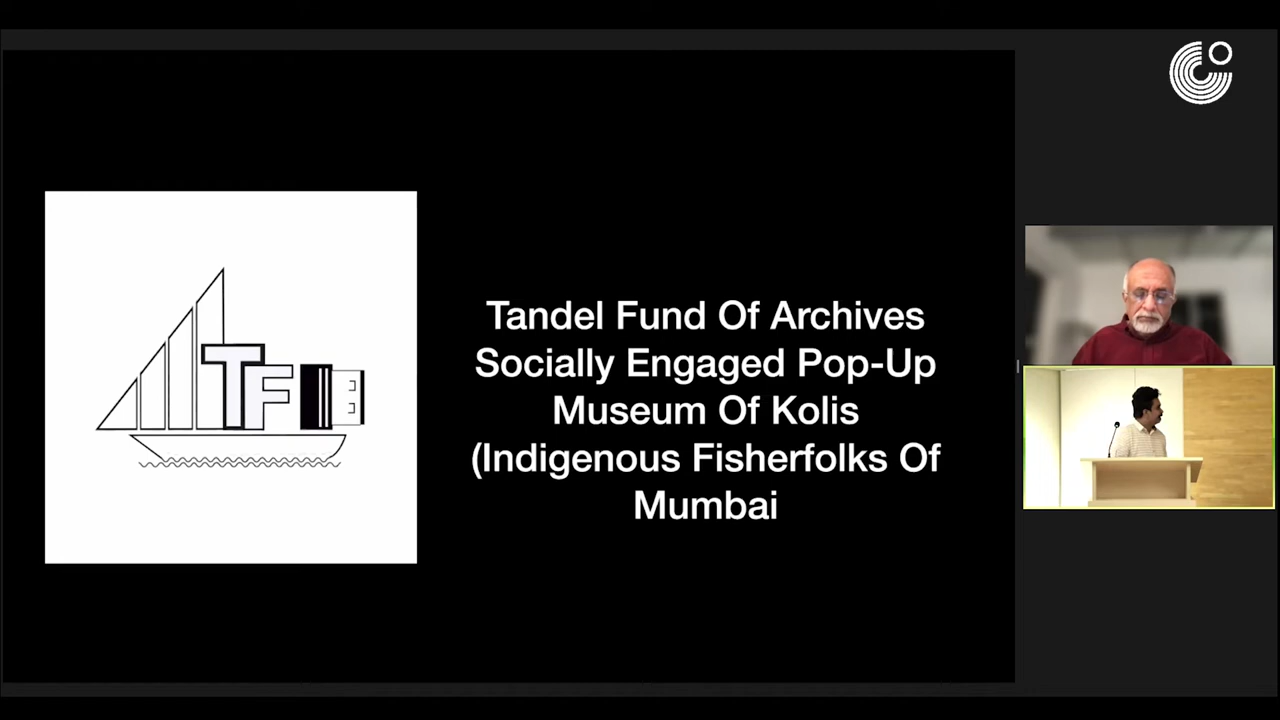 TF
Tandel Fund Of Archives
Socially Engaged Pop-Up
Museum Of Kolis
(Indigenous Fisherfolks Of
Mumbai